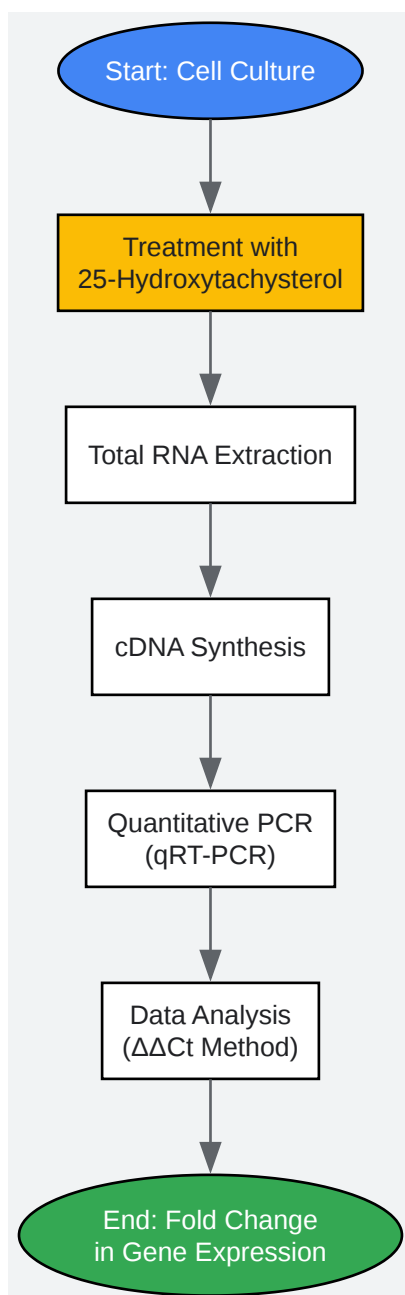 Start: Cell Culture
Treatment with
25-Hydroxytachysterol
Total RNA Extraction
cDNA Synthesis
Quantitative PCR
(qRT-PCR)
Data Analysis
(ΔΔCt Method)
End: Fold Change
in Gene Expression